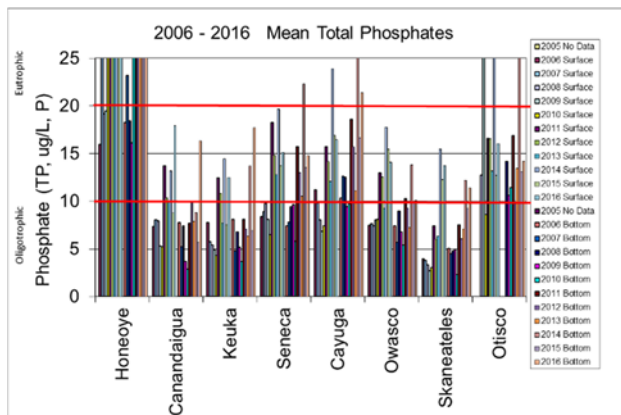 2006 - 2016 Mean Total Phosphates
Eutrophic
Oligotrophic
Phosphate (TP, ug/L, P)
25
20
15
10
5
0
Honeoye
Canandaigua
Keuka
Seneca
Cayuga
Owasco
Skaneateles
Otisco
2005 No Data
2006 Surface
2007 Surface
2008 Surface
2009 Surface
2010 Surface
2011 Surface
2012 Surface
2013 Surface
2014 Surface
2015 Surface
2016 Surface
2005 No Data
2006 Bottom
2007 Bottom
2008 Bottom
2009 Bottom
2010 Bottom
2011 Bottom
2012 Bottom
2013 Bottom
2014 Bottom
2015 Bottom
2016 Bottom